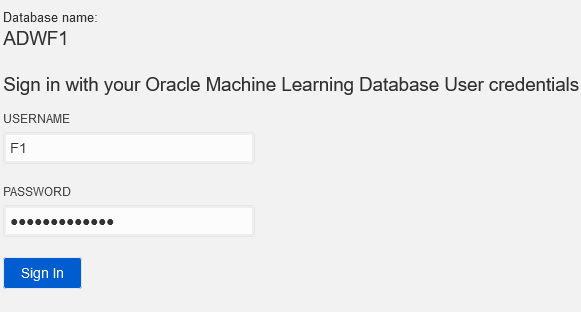 Database name:
ADWF1
Sign in with your Oracle Machine Learning Database User credentials
USERNAME
F1
PASSWORD
•••••••••••••
Sign In